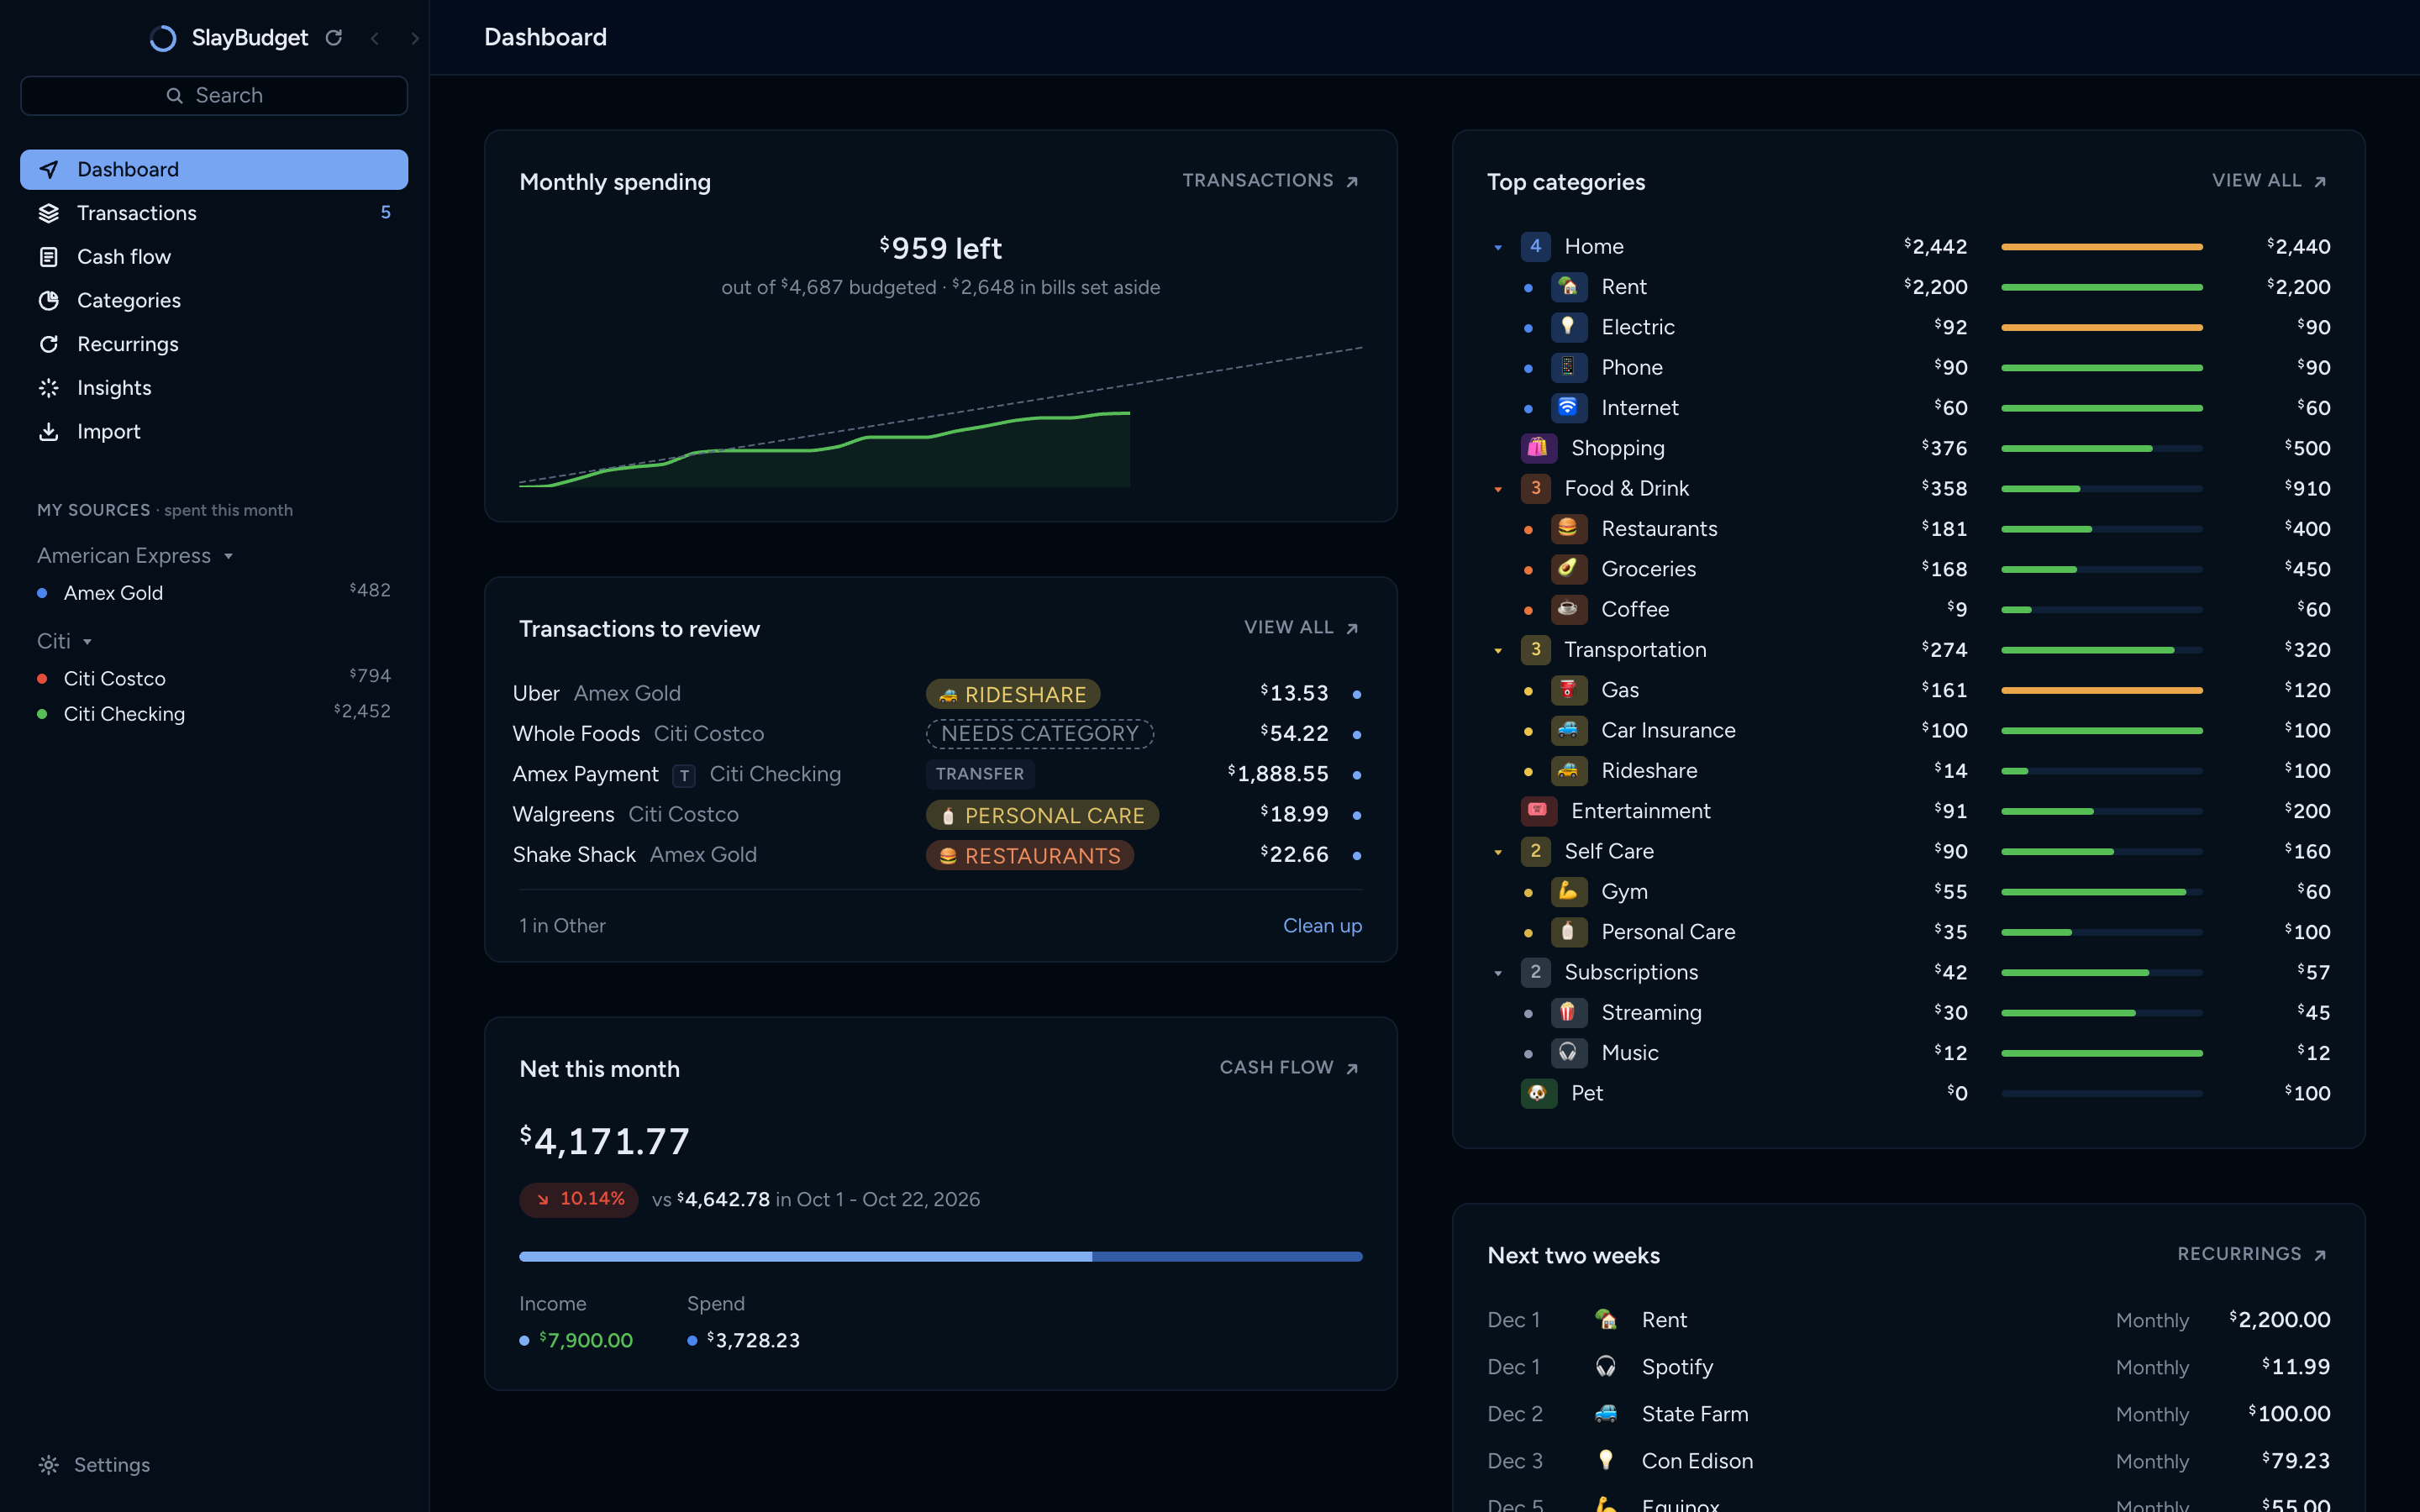 SlayBudget
Search
Dashboard
Transactions 5
Cash flow
Categories
Recurrings
Insights
Import
MY SOURCES · spent this month
American Express
Amex Gold $482
Citi
Citi Costco $794
Citi Checking $2,452
Settings
Dashboard
Monthly spending TRANSACTIONS
$959 left
out of $4,687 budgeted · $2,648 in bills set aside
Transactions to review VIEW ALL
Uber Amex Gold RIDESHARE $13.53
Whole Foods Citi Costco NEEDS CATEGORY $54.22
Amex Payment T Citi Checking TRANSFER $1,888.55
Walgreens Citi Costco PERSONAL CARE $18.99
Shake Shack Amex Gold RESTAURANTS $22.66
1 in Other Clean up
Net this month CASH FLOW
$4,171.77
10.14% vs $4,642.78 in Oct 1 - Oct 22, 2026
Income Spend
$7,900.00 $3,728.23
Top categories VIEW ALL
4 Home $2,442 $2,440
Rent $2,200 $2,200
Electric $92 $90
Phone $90 $90
Internet $60 $60
Shopping $376 $500
3 Food & Drink $358 $910
Restaurants $181 $400
Groceries $168 $450
Coffee $9 $60
3 Transportation $274 $320
Gas $161 $120
Car Insurance $100 $100
Rideshare $14 $100
Entertainment $91 $200
2 Self Care $90 $160
Gym $55 $60
Personal Care $35 $100
2 Subscriptions $42 $57
Streaming $30 $45
Music $12 $12
Pet $0 $100
Next two weeks RECURRINGS
Dec 1 Rent Monthly $2,200.00
Dec 1 Spotify Monthly $11.99
Dec 2 State Farm Monthly $100.00
Dec 3 Con Edison Monthly $79.23
Dec 5 Equinox Monthly $55.00